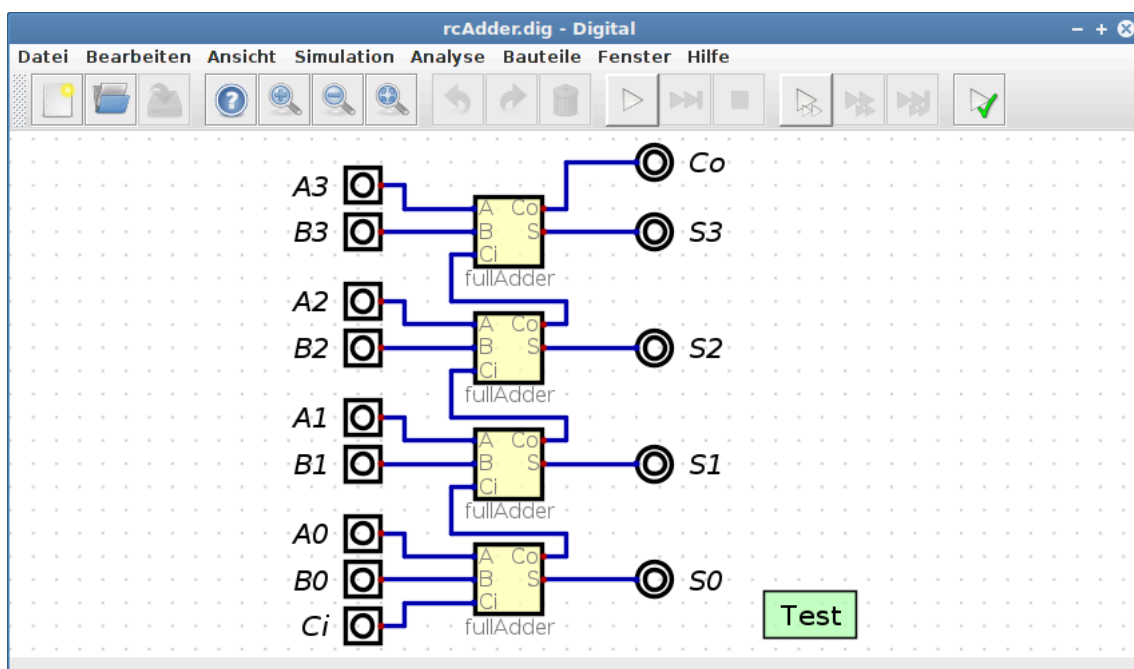 rcAdder.dig - Digital
Datei Bearbeiten Ansicht Simulation Analyse Bauteile Fenster Hilfe
Co
A3
A Co
B3
B S
S3
Ci
fullAdder
A2
A Co
B2
B S
S2
Ci
fullAdder
A1
A Co
B1
B S
S1
Ci
fullAdder
A0
A Co
B0
B S
S0
Ci
Ci
fullAdder
Test